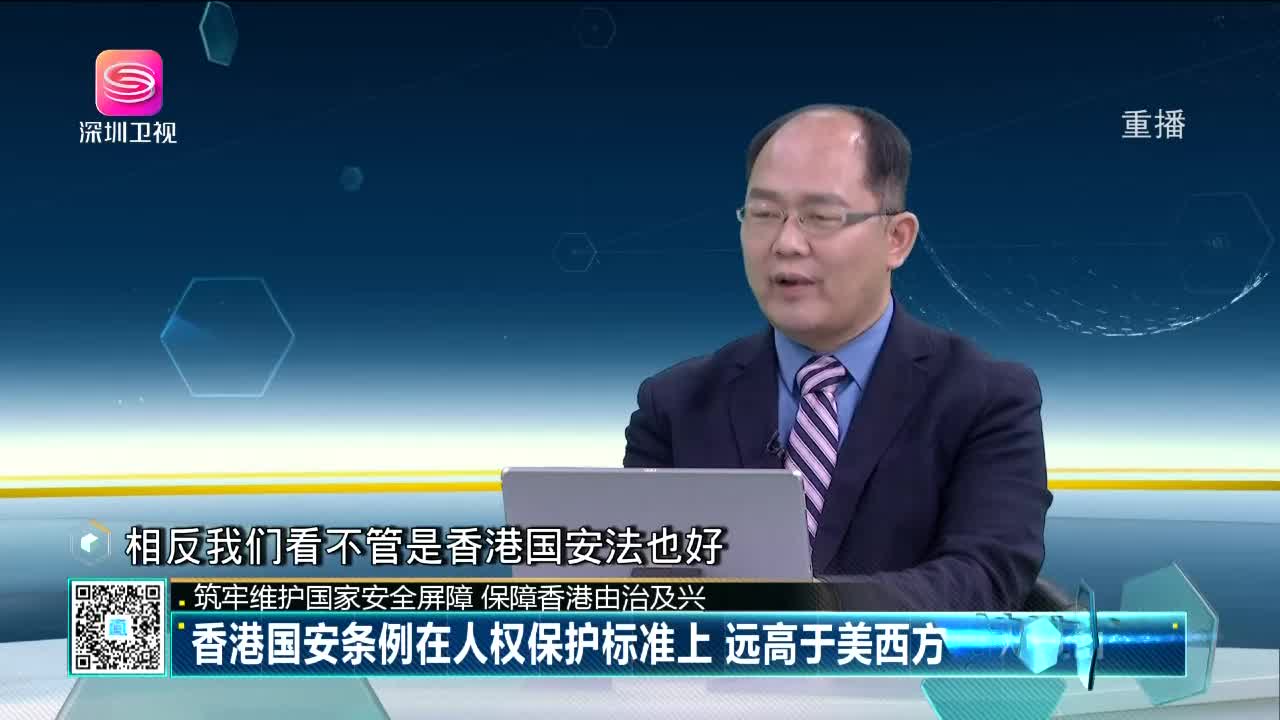 深圳卫视
重播
相反我们看不管是香港国安法也好
筑牢维护国家安全屏障 保障香港由治及兴
直
香港国安条例在人权保护标准上 远高于美西方